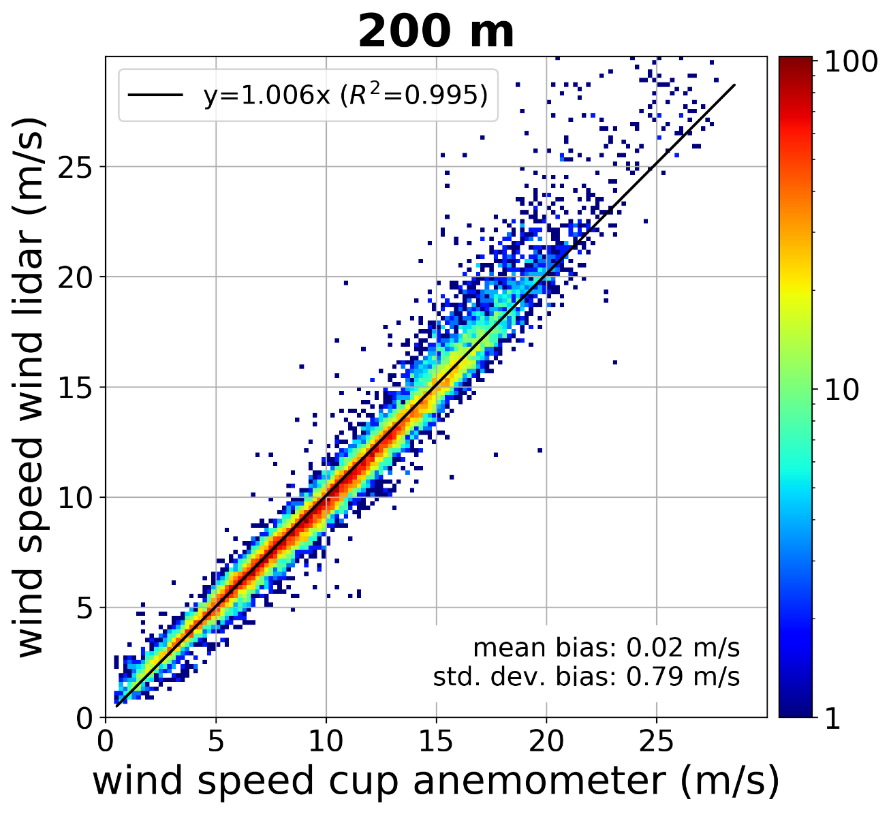 200 m
y=1.006x (R²=0.995)
wind speed wind lidar (m/s)
25
20
15
10
5
0
mean bias: 0.02 m/s
std. dev. bias: 0.79 m/s
0 5 10 15 20 25
wind speed cup anemometer (m/s)
100
10
1